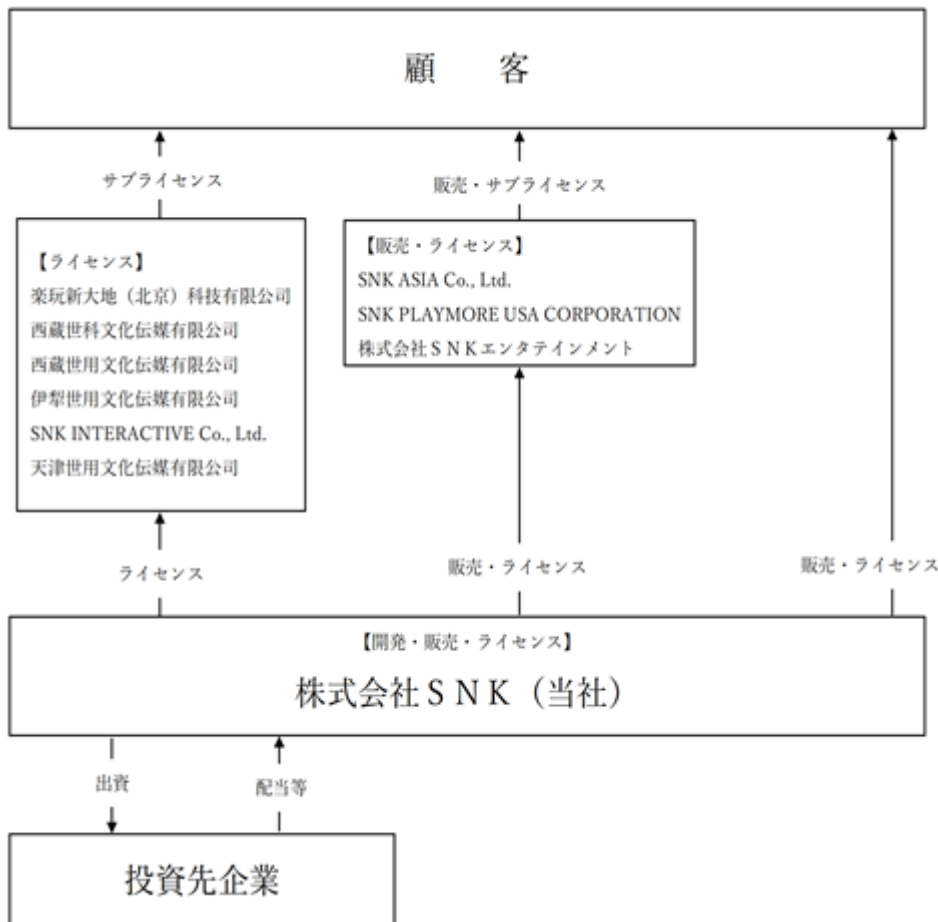 顧　　客
サブライセンス
販売・サブライセンス
【ライセンス】
楽玩新大地（北京）科技有限公司
西蔵世科文化伝媒有限公司
西蔵世用文化伝媒有限公司
伊犁世用文化伝媒有限公司
SNK INTERACTIVE Co., Ltd.
天津世用文化伝媒有限公司
【販売・ライセンス】
SNK ASIA Co., Ltd.
SNK PLAYMORE USA CORPORATION
株式会社ＳＮＫエンタテインメント
ライセンス
販売・ライセンス
販売・ライセンス
【開発・販売・ライセンス】
株式会社ＳＮＫ（当社）
出資
配当等
投資先企業